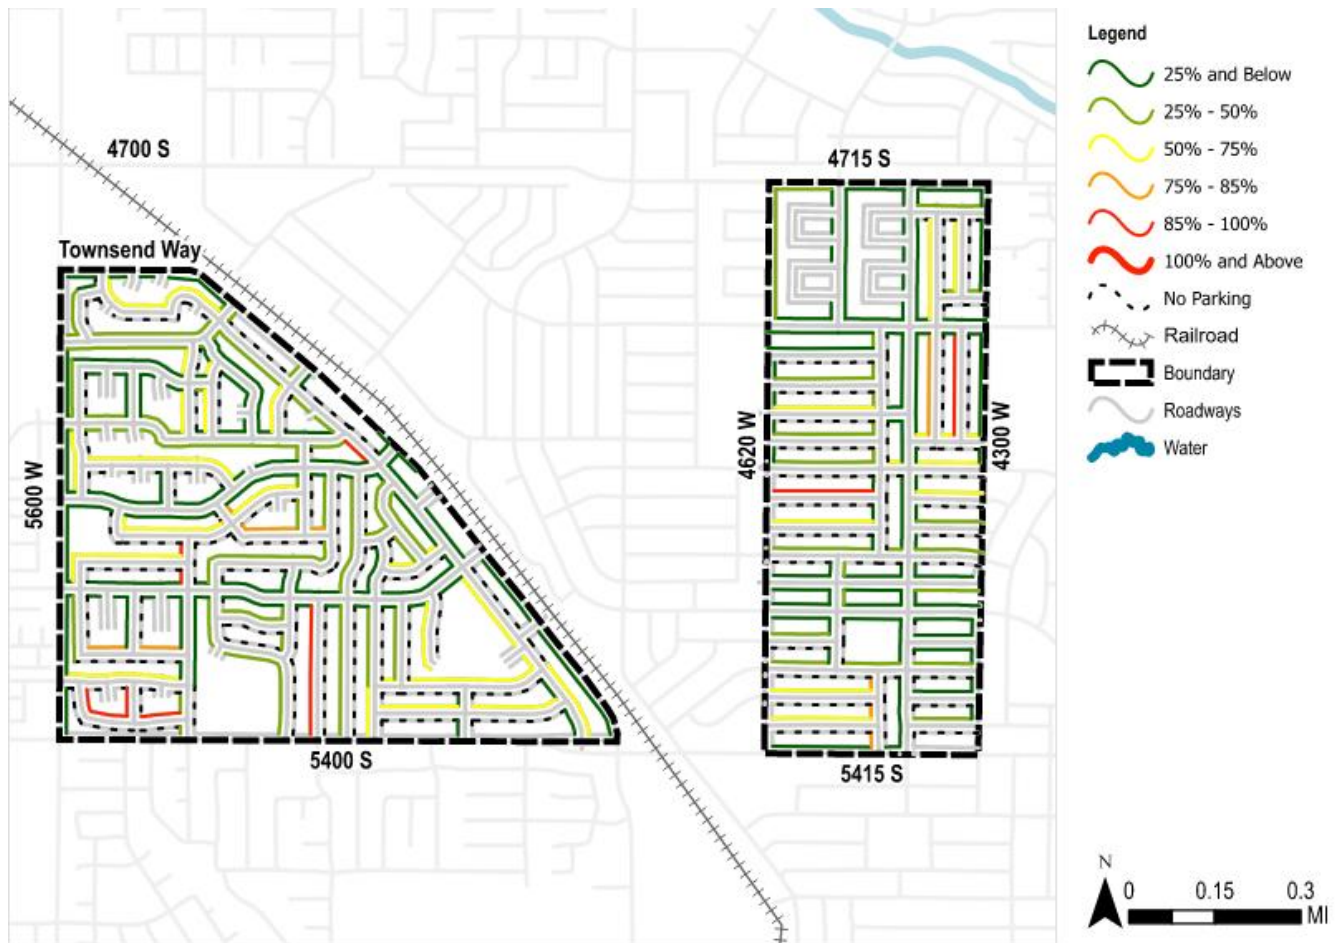 Legend
25% and Below
25% - 50%
50% - 75%
75% - 85%
85% - 100%
100% and Above
No Parking
Railroad
Boundary
Roadways
Water
4700 S
4715 S
Townsend Way
4620 W
4300 W
5600 W
5400 S
5415 S
N
0 0.15 0.3
MI